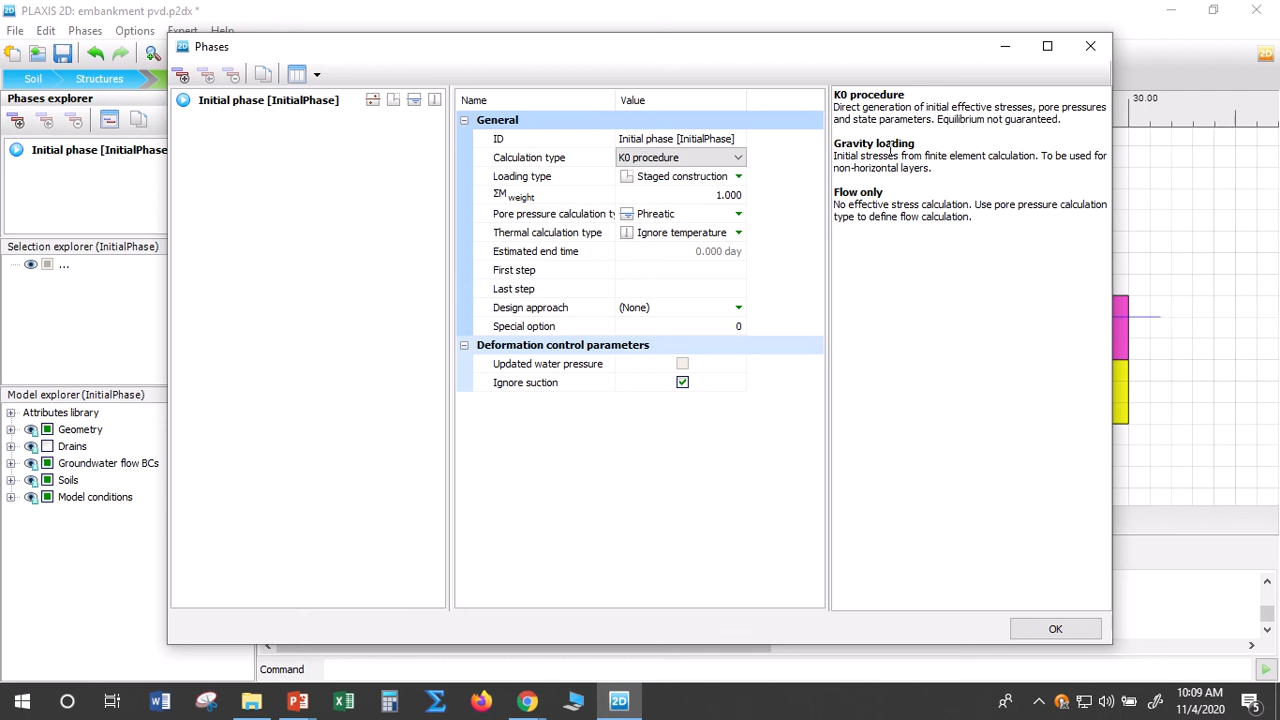 PLAXIS 2D: embankment pvd.p2dx *
File Edit Phases Options Expert Help
Soil Structures
Phases explorer
Initial phase [InitialPhase
Selection explorer (InitialPhase)
...
Model explorer (InitialPhase)
Attributes library
Geometry
Drains
Groundwater flow BCs
Soils
Model conditions
Phases
Initial phase [InitialPhase]
Name Value
General
ID Initial phase [InitialPhase]
Calculation type K0 procedure
Loading type Staged construction
ΣM weight 1.000
Pore pressure calculation ty Phreatic
Thermal calculation type Ignore temperature
Estimated end time 0.000 day
First step
Last step
Design approach (None)
Special option 0
Deformation control parameters
Updated water pressure
Ignore suction
K0 procedure
Direct generation of initial effective stresses, pore pressures
and state parameters. Equilibrium not guaranteed.
Gravity loading
Initial stresses from finite element calculation. To be used for
non-horizontal layers.
Flow only
No effective stress calculation. Use pore pressure calculation
type to define flow calculation.
OK
30.00
Command
10:09 AM
11/4/2020
5